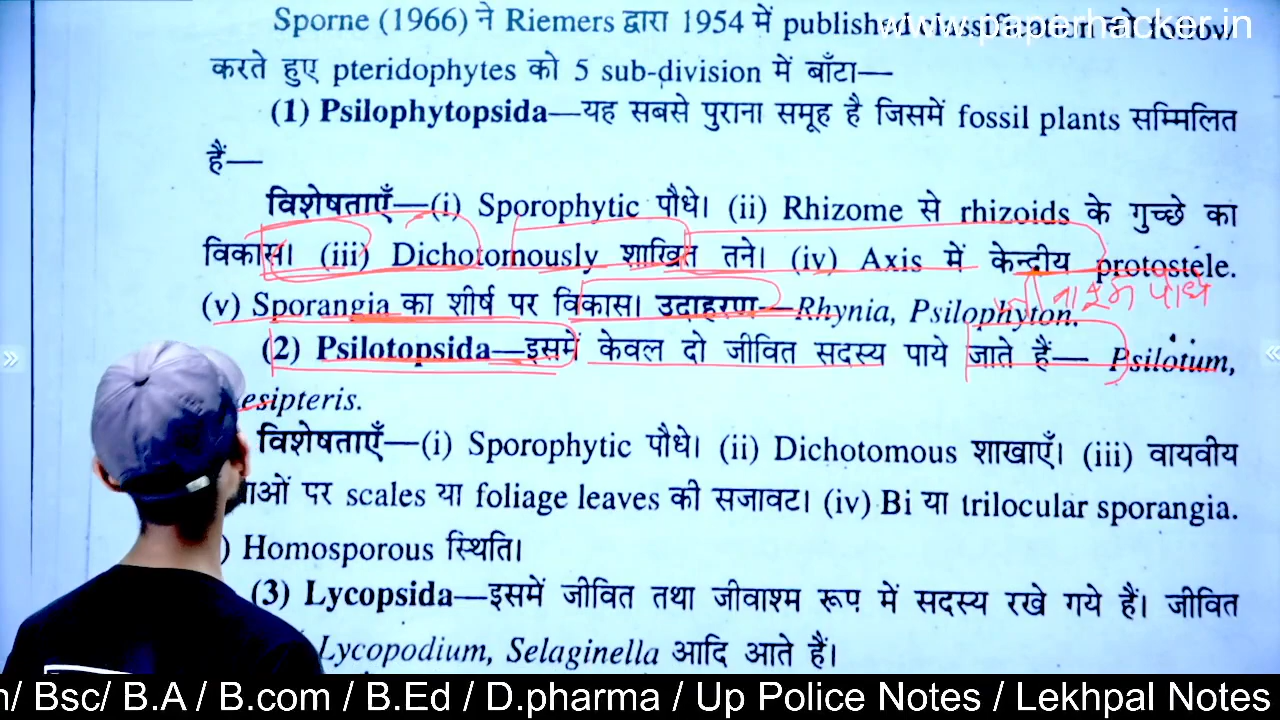 Sporne (1966) ने Riemers द्वारा 1954 में published classification को follow
www.paperhacker.in
करते हुए pteridophytes को 5 sub-division में बाँटा—
(1) Psilophytopsida—यह सबसे पुराना समूह है जिसमें fossil plants सम्मिलित
हैं—
विशेषताएँ—(i) Sporophytic पौधे। (ii) Rhizome से rhizoids के गुच्छे का
विकास। (iii) Dichotomously शाखित तने। (iv) Axis में केन्दीय protostele.
(v) Sporangia का शीर्ष पर विकास। उदाहरण—Rhynia, Psilophyton.
जीवाश्म पौधे
(2) Psilotopsida—इसमें केवल दो जीवित सदस्य पाये जाते हैं— Psilotum,
esipteris.
विशेषताएँ—(i) Sporophytic पौधे। (ii) Dichotomous शाखाएँ। (iii) वायवीय
पर scales या foliage leaves की सजावट। (iv) Bi या trilocular sporangia.
) Homosporous स्थिति।
(3) Lycopsida—इसमें जीवित तथा जीवाश्म रूप में सदस्य रखे गये हैं। जीवित
Lycopodium, Selaginella आदि आते हैं।
/ Bsc/ B.A / B.com / B.Ed / D.pharma / Up Police Notes / Lekhpal Notes